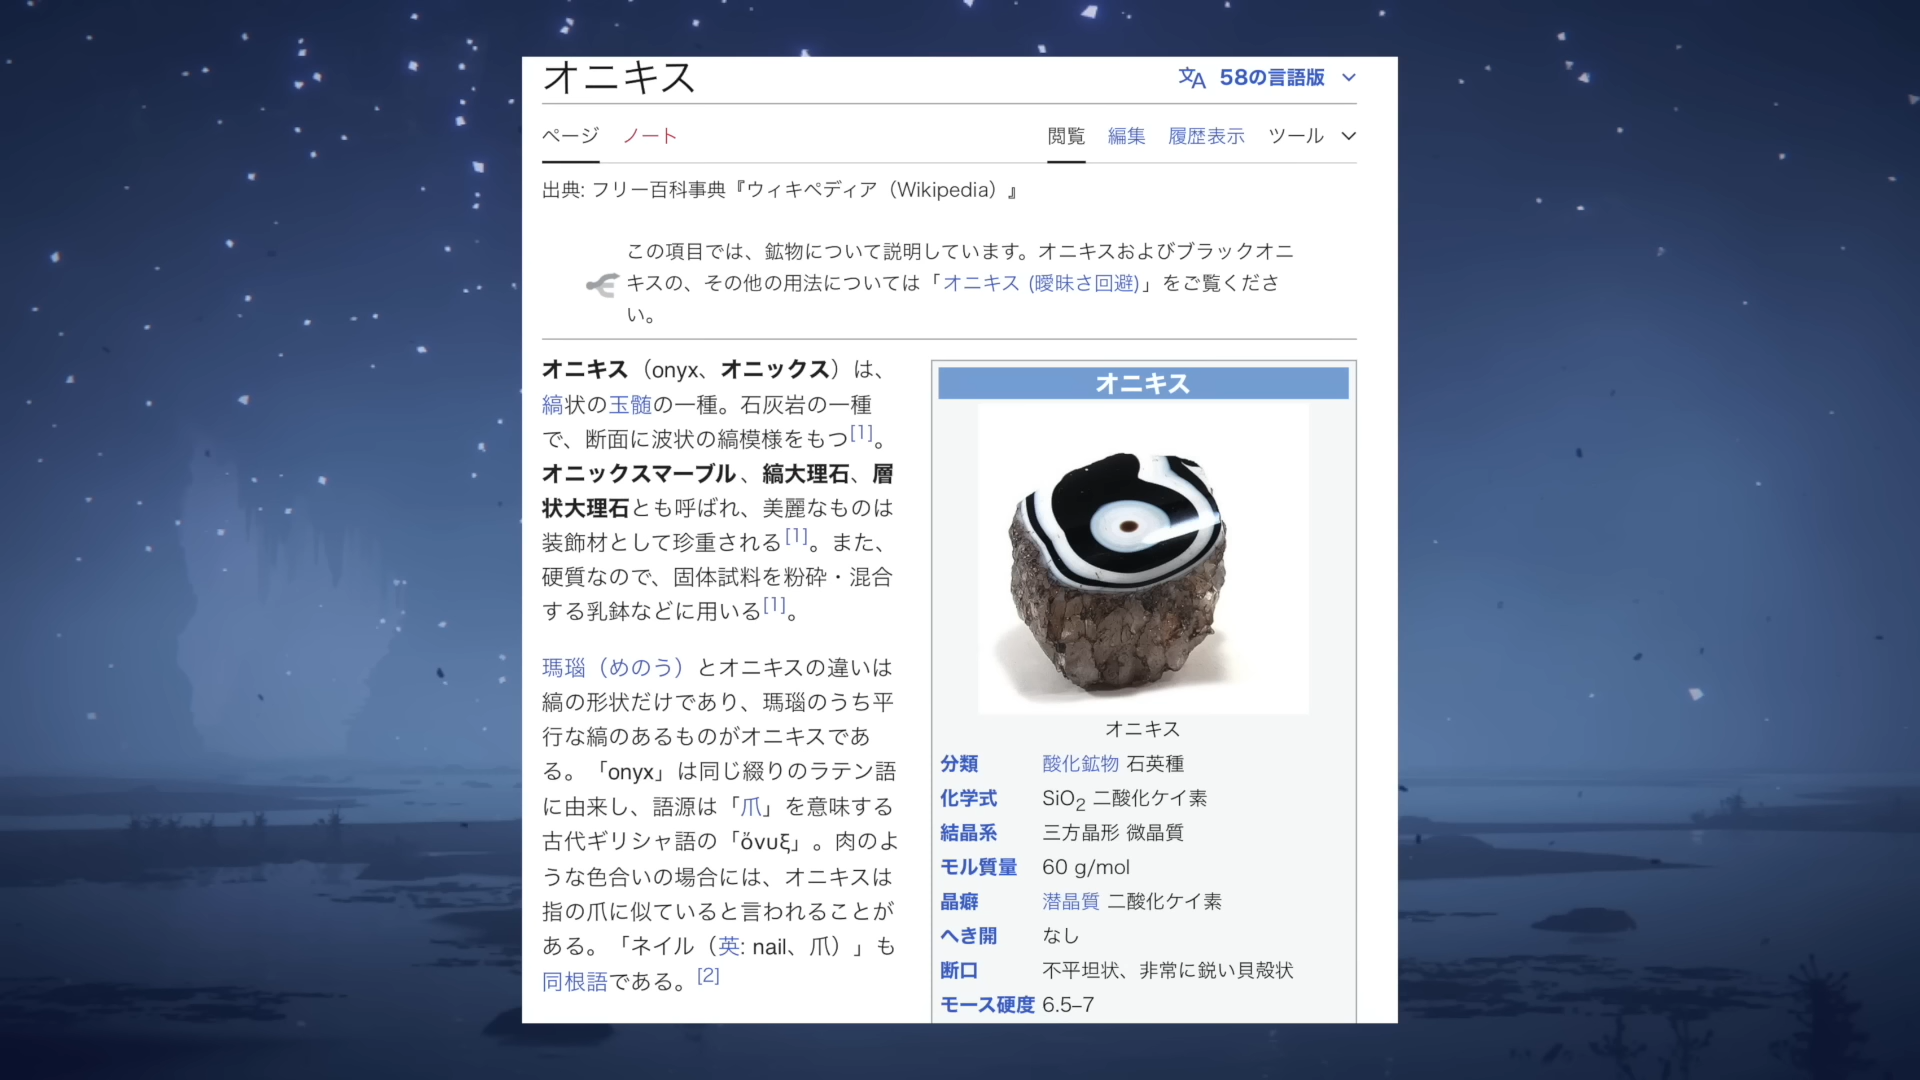 オニキス
58の言語版
ページ ノート 閲覧 編集 履歴表示 ツール
出典: フリー百科事典『ウィキペディア（Wikipedia）』
この項目では、鉱物について説明しています。オニキスおよびブラックオニ
キスの、その他の用法については「オニキス (曖昧さ回避)」をご覧くださ
い。
オニキス（onyx、オニックス）は、
縞状の玉髄の一種。石灰岩の一種
で、断面に波状の縞模様をもつ[1]。
オニックスマーブル、縞大理石、層
状大理石とも呼ばれ、美麗なものは
装飾材として珍重される[1]。また、
硬質なので、固体試料を粉砕・混合
する乳鉢などに用いる[1]。
瑪瑙（めのう）とオニキスの違いは
縞の形状だけであり、瑪瑙のうち平
行な縞のあるものがオニキスであ
る。「onyx」は同じ綴りのラテン語
に由来し、語源は「爪」を意味する
古代ギリシャ語の「ὄνυξ」。肉のよ
うな色合いの場合には、オニキスは
指の爪に似ていると言われることが
ある。「ネイル（英: nail、爪）」も
同根語である。[2]
オニキス
オニキス
分類 酸化鉱物 石英種
化学式 SiO₂ 二酸化ケイ素
結晶系 三方晶形 微晶質
モル質量 60 g/mol
晶癖 潜晶質 二酸化ケイ素
へき開 なし
断口 不平坦状、非常に鋭い貝殻状
モース硬度 6.5–7